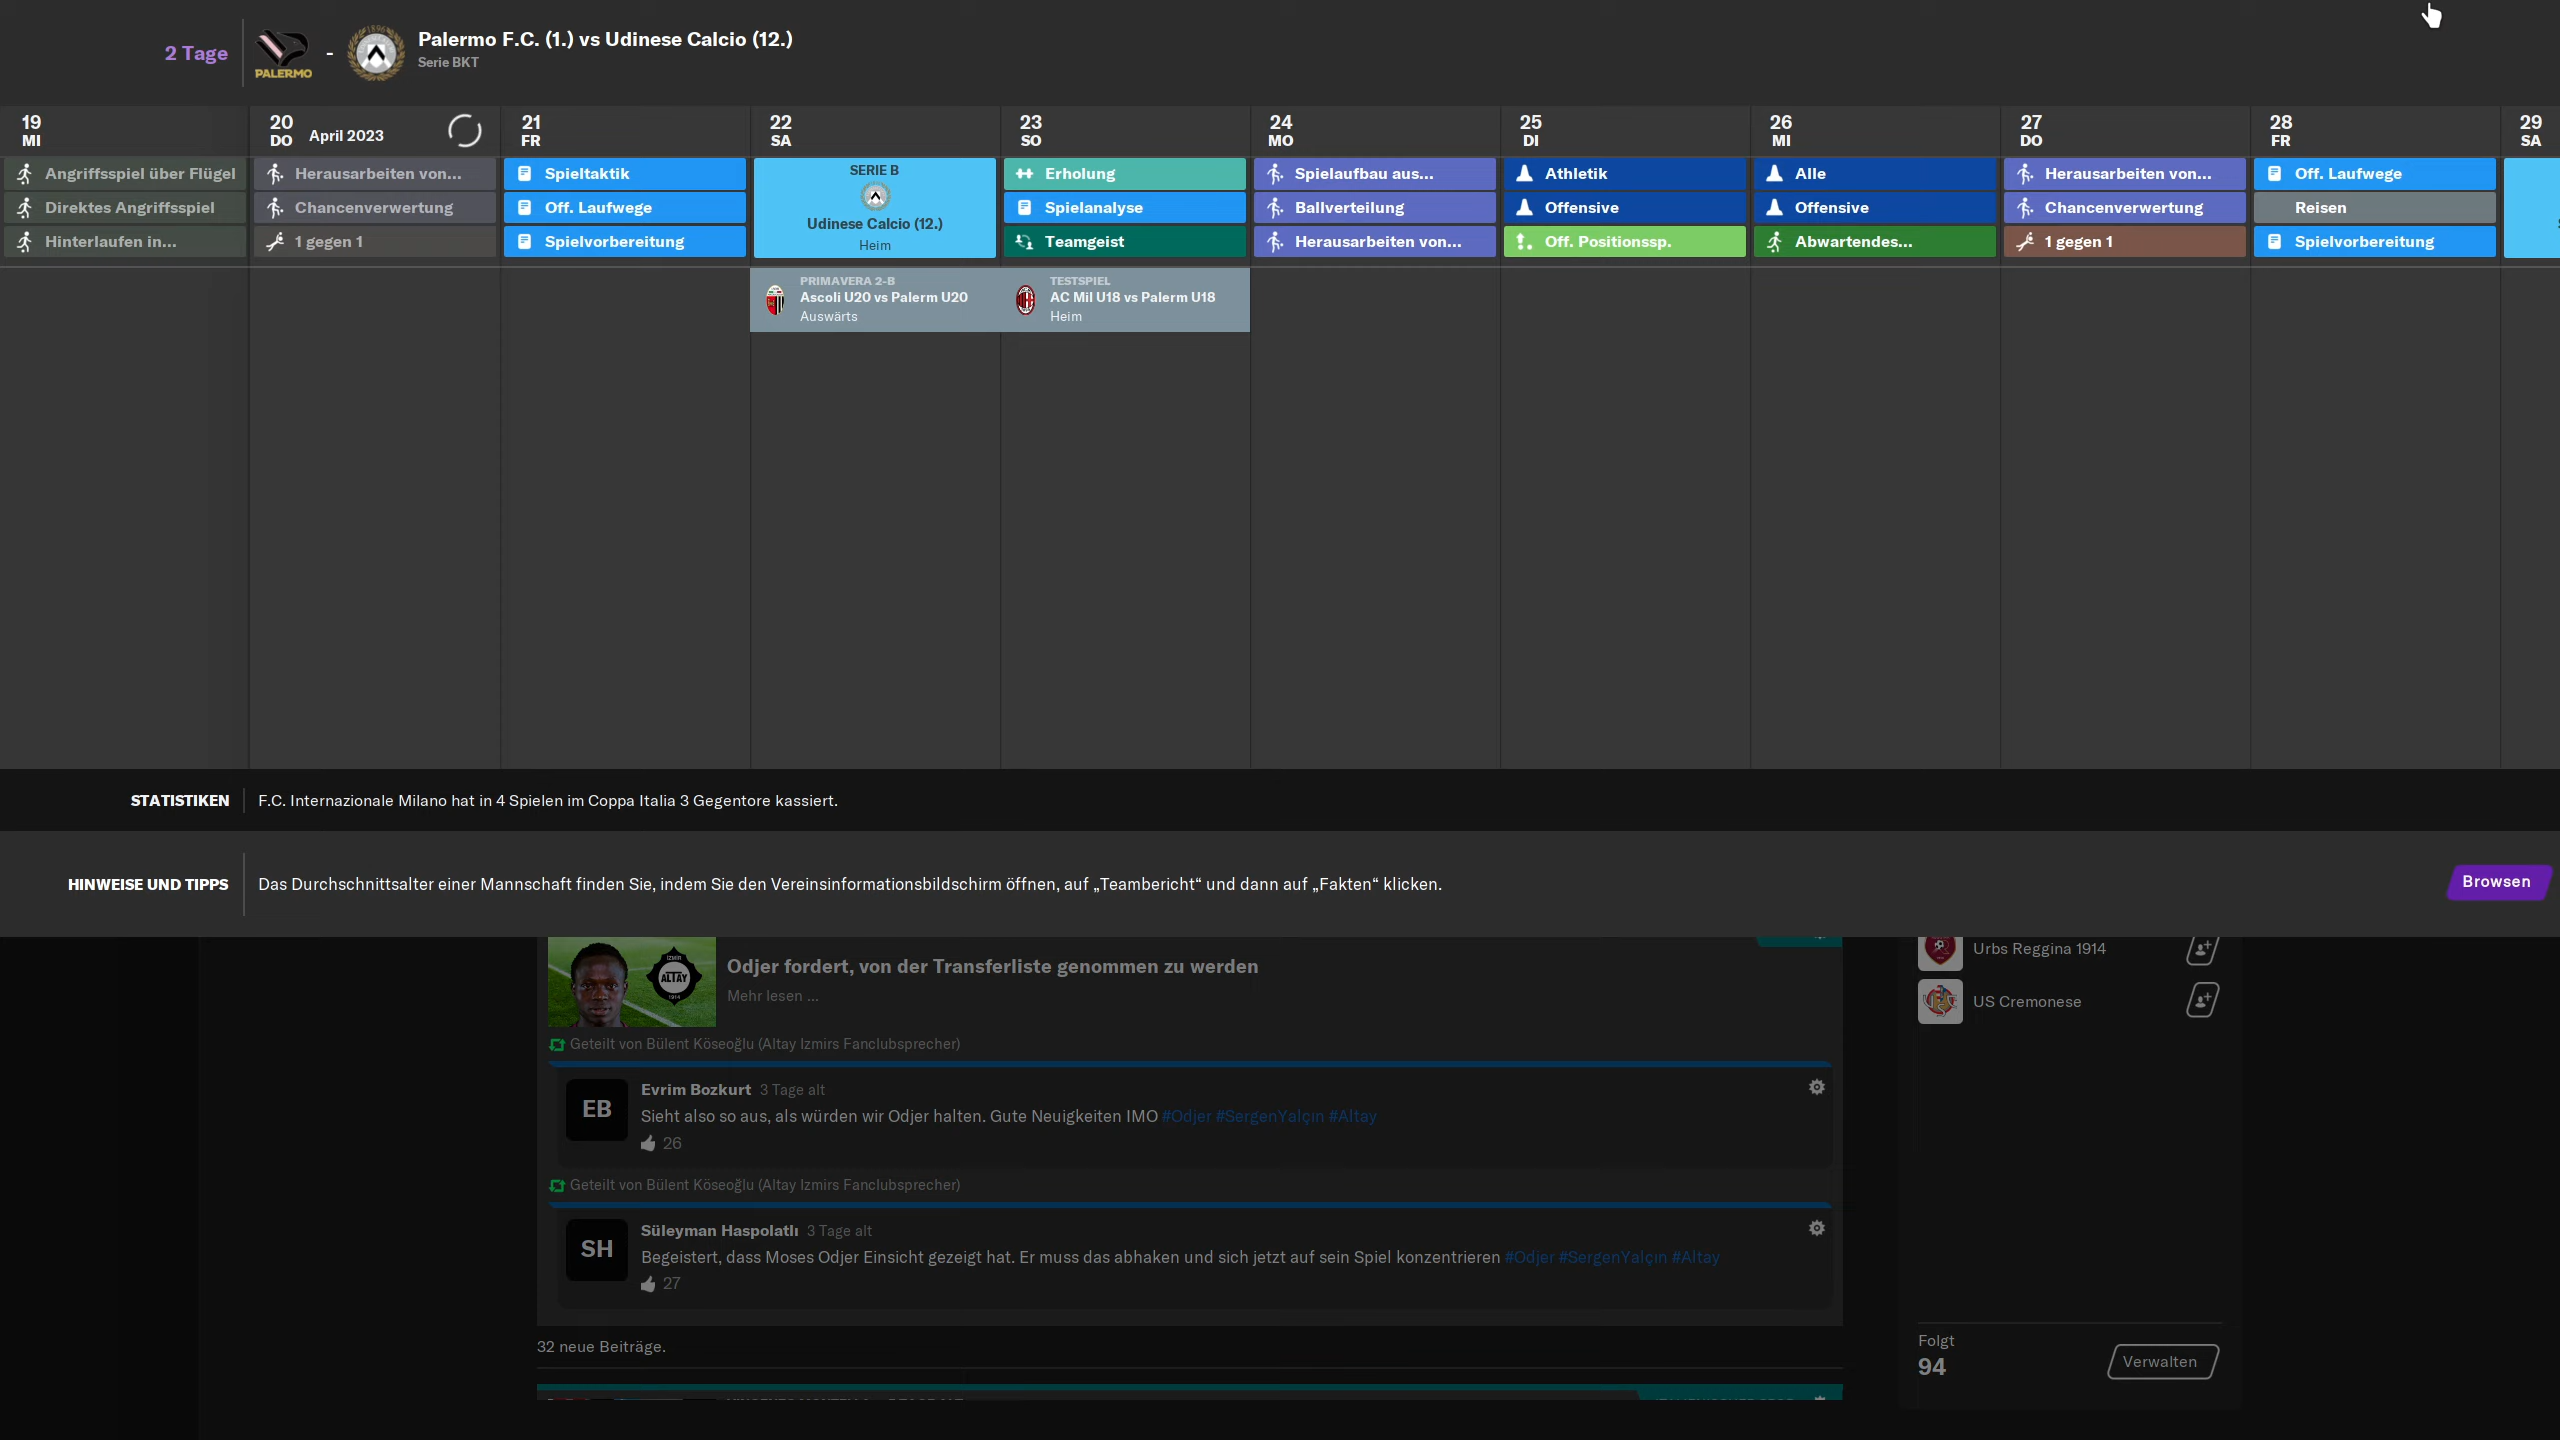 2 Tage
PALERMO
-
1896
Palermo F.C. (1.) vs Udinese Calcio (12.)
Serie BKT
19
MI
20
DO
April 2023
21
FR
22
SA
23
SO
24
MO
25
DI
26
MI
27
DO
28
FR
29
SA
Angriffsspiel über Flügel
Direktes Angriffsspiel
Hinterlaufen in...
Herausarbeiten von...
Chancenverwertung
1 gegen 1
Spieltaktik
Off. Laufwege
Spielvorbereitung
SERIE B
Udinese Calcio (12.)
Heim
Erholung
Spielanalyse
Teamgeist
Spielaufbau aus...
Ballverteilung
Herausarbeiten von...
Athletik
Offensive
Off. Positionssp.
Alle
Offensive
Abwartendes...
Herausarbeiten von...
Chancenverwertung
1 gegen 1
Off. Laufwege
Reisen
Spielvorbereitung
PRIMAVERA 2-B
Ascoli U20 vs Palerm U20
Auswärts
TESTSPIEL
AC Mil U18 vs Palerm U18
Heim
STATISTIKEN
F.C. Internazionale Milano hat in 4 Spielen im Coppa Italia 3 Gegentore kassiert.
HINWEISE UND TIPPS
Das Durchschnittsalter einer Mannschaft finden Sie, indem Sie den Vereinsinformationsbildschirm öffnen, auf „Teambericht“ und dann auf „Fakten“ klicken.
Browsen
IZMIR
ALTAY
1914
Odjer fordert, von der Transferliste genommen zu werden
Mehr lesen ...
Geteilt von Bülent Köseoğlu (Altay Izmirs Fanclubsprecher)
EB
Evrim Bozkurt 3 Tage alt
Sieht also so aus, als würden wir Odjer halten. Gute Neuigkeiten IMO #Odjer #SergenYalçın #Altay
26
Geteilt von Bülent Köseoğlu (Altay Izmirs Fanclubsprecher)
SH
Süleyman Haspolatlı 3 Tage alt
Begeistert, dass Moses Odjer Einsicht gezeigt hat. Er muss das abhaken und sich jetzt auf sein Spiel konzentrieren #Odjer #SergenYalçın #Altay
27
32 neue Beiträge.
Urbs Reggina 1914
US Cremonese
Folgt
94
Verwalten